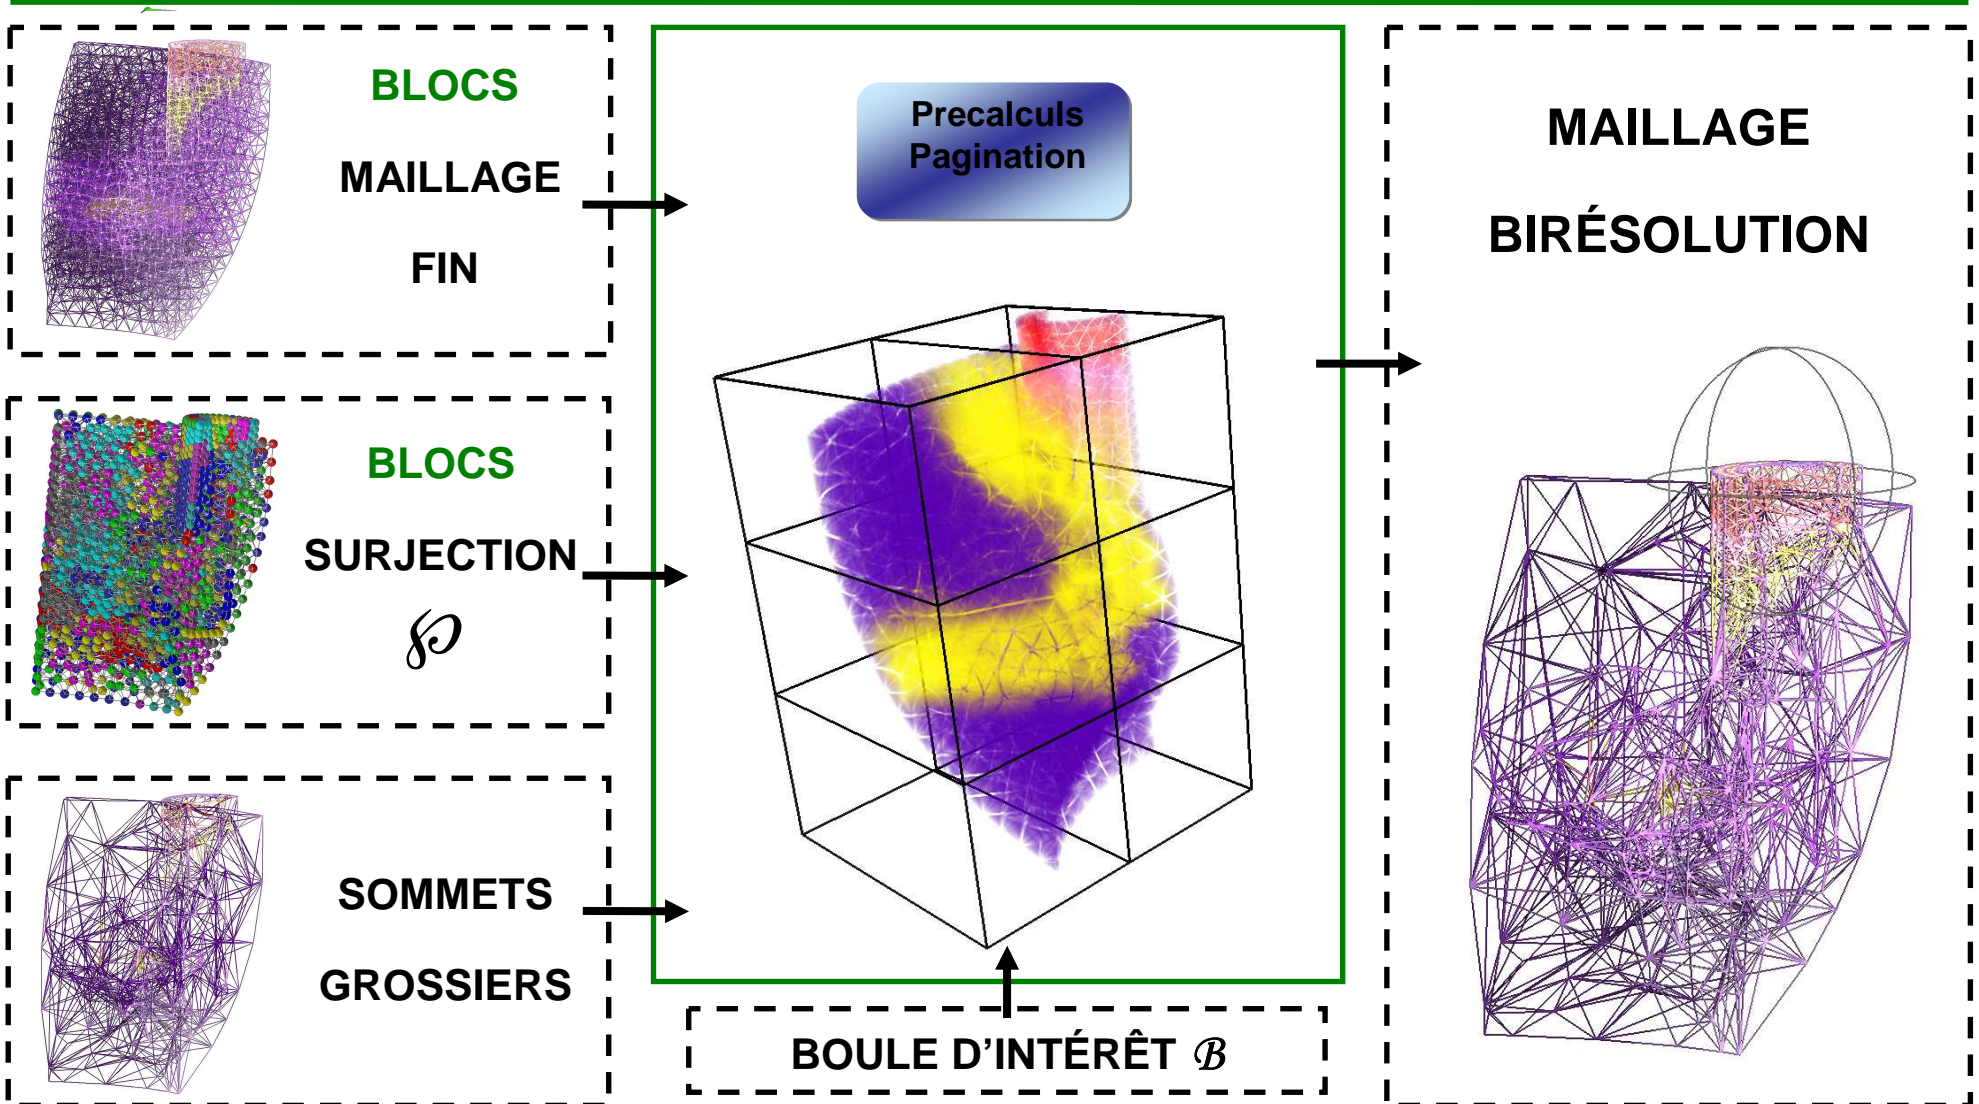 BLOCS
MAILLAGE
FIN
BLOCS
SURJECTION
℘
SOMMETS
GROSSIERS
Precalculs
Pagination
BOULE D’INTÉRÊT ℬ
MAILLAGE
BIRÉSOLUTION